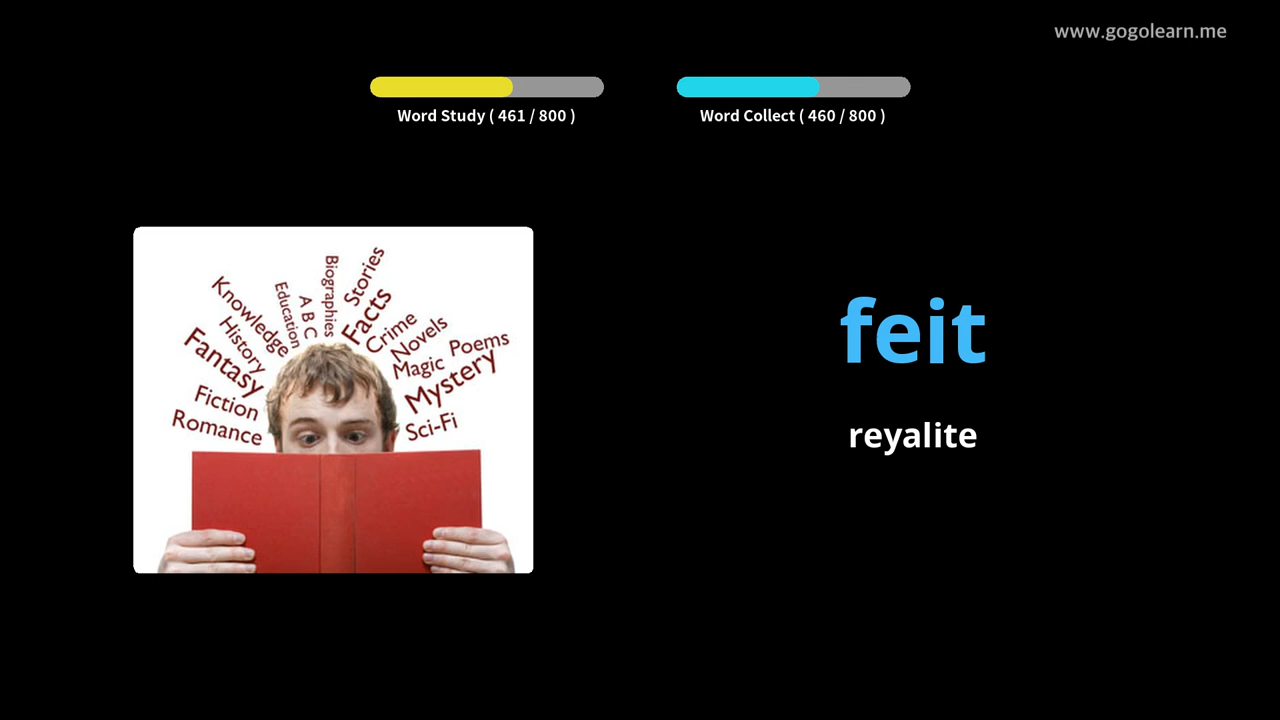 www.gogolearn.me
Word Study ( 461 / 800 )
Word Collect ( 460 / 800 )
Biographies
Stories
Education
A B C
Facts
Knowledge
Crime
History
Novels
Fantasy
Magic
Poems
Mystery
Fiction
Romance
Sci-Fi
feit
reyalite